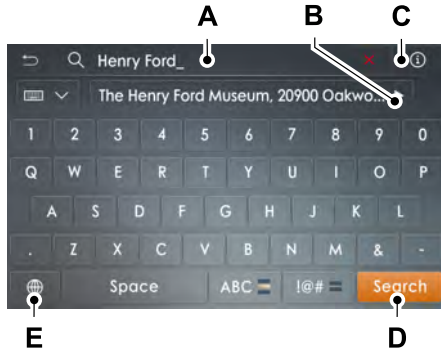 A B C
Henry Ford_
The Henry Ford Museum, 20900 Oakwo...
1 2 3 4 5 6 7 8 9 0
Q W E R T Y U I O P
A S D F G H J K L
. Z X C V B N M & -
Space ABC !@# Search
E D